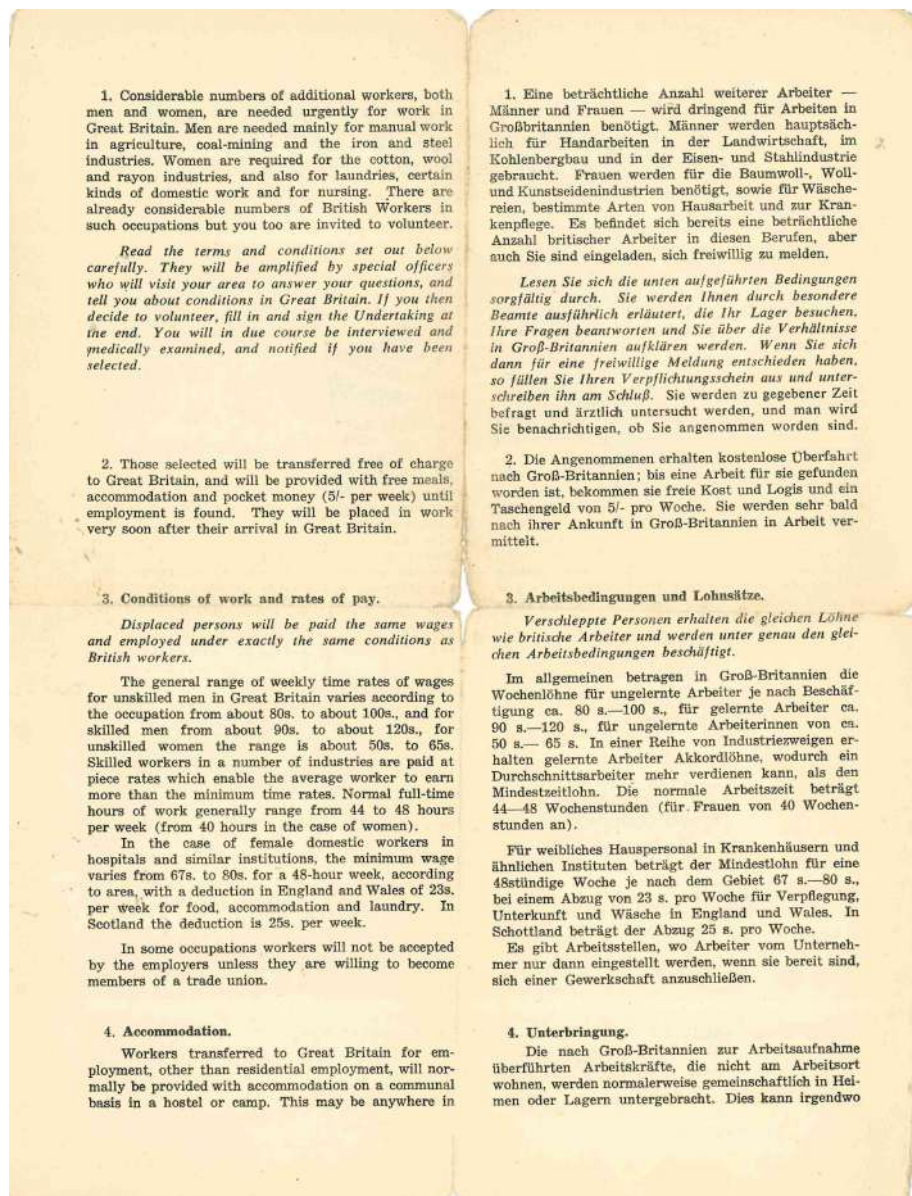 1. Considerable numbers of additional workers, both
men and women, are needed urgently for work in
Great Britain. Men are needed mainly for manual work
in agriculture, coal-mining and the iron and steel
industries. Women are required for the cotton, wool
and rayon industries, and also for laundries, certain
kinds of domestic work and for nursing. There are
already considerable numbers of British Workers in
such occupations but you too are invited to volunteer.
Read the terms and conditions set out below
carefully. They will be amplified by special officers
who will visit your area to answer your questions, and
tell you about conditions in Great Britain. If you then
decide to volunteer, fill in and sign the Undertaking at
the end. You will in due course be interviewed and
medically examined, and notified if you have been
selected.
2. Those selected will be transferred free of charge
to Great Britain, and will be provided with free meals,
accommodation and pocket money (5/- per week) until
employment is found. They will be placed in work
very soon after their arrival in Great Britain.
3. Conditions of work and rates of pay.
Displaced persons will be paid the same wages
and employed under exactly the same conditions as
British workers.
The general range of weekly time rates of wages
for unskilled men in Great Britain varies according to
the occupation from about 80s. to about 100s., and for
skilled men from about 90s. to about 120s., for
unskilled women the range is about 50s. to 65s.
Skilled workers in a number of industries are paid at
piece rates which enable the average worker to earn
more than the minimum time rates. Normal full-time
hours of work generally range from 44 to 48 hours
per week (from 40 hours in the case of women).
In the case of female domestic workers in
hospitals and similar institutions, the minimum wage
varies from 67s. to 80s. for a 48-hour week, according
to area, with a deduction in England and Wales of 23s.
per week for food, accommodation and laundry. In
Scotland the deduction is 25s. per week.
In some occupations workers will not be accepted
by the employers unless they are willing to become
members of a trade union.
4. Accommodation.
Workers transferred to Great Britain for em-
ployment, other than residential employment, will nor-
mally be provided with accommodation on a communal
basis in a hostel or camp. This may be anywhere in
1. Eine beträchtliche Anzahl weiterer Arbeiter —
Männer und Frauen — wird dringend für Arbeiten in
Großbritannien benötigt. Männer werden hauptsäch-
lich für Handarbeiten in der Landwirtschaft, im
Kohlenbergbau und in der Eisen- und Stahlindustrie
gebraucht. Frauen werden für die Baumwoll-, Woll-
und Kunstseidenindustrien benötigt, sowie für Wäsche-
reien, bestimmte Arten von Hausarbeit und zur Kran-
kenpflege. Es befindet sich bereits eine beträchtliche
Anzahl britischer Arbeiter in diesen Berufen, aber
auch Sie sind eingeladen, sich freiwillig zu melden.
Lesen Sie sich die unten aufgeführten Bedingungen
sorgfältig durch. Sie werden Ihnen durch besondere
Beamte ausführlich erläutert, die Ihr Lager besuchen,
Ihre Fragen beantworten und Sie über die Verhältnisse
in Groß-Britannien aufklären werden. Wenn Sie sich
dann für eine freiwillige Meldung entschieden haben,
so füllen Sie Ihren Verpflichtungsschein aus und unter-
schreiben ihn am Schluß. Sie werden zu gegebener Zeit
befragt und ärztlich untersucht werden, und man wird
Sie benachrichtigen, ob Sie angenommen worden sind.
2. Die Angenommenen erhalten kostenlose Überfahrt
nach Groß-Britannien; bis eine Arbeit für sie gefunden
worden ist, bekommen sie freie Kost und Logis und ein
Taschengeld von 5/- pro Woche. Sie werden sehr bald
nach ihrer Ankunft in Groß-Britannien in Arbeit ver-
mittelt.
3. Arbeitsbedingungen und Lohnsätze.
Verschleppte Personen erhalten die gleichen Löhne
wie britische Arbeiter und werden unter genau den glei-
chen Arbeitsbedingungen beschäftigt.
Im allgemeinen betragen in Groß-Britannien die
Wochenlöhne für ungelernte Arbeiter je nach Beschäf-
tigung ca. 80 s.—100 s., für gelernte Arbeiter ca.
90 s.—120 s., für ungelernte Arbeiterinnen von ca.
50 s.— 65 s. In einer Reihe von Industriezweigen er-
halten gelernte Arbeiter Akkordlöhne, wodurch ein
Durchschnittsarbeiter mehr verdienen kann, als den
Mindestzeitlohn. Die normale Arbeitszeit beträgt
44—48 Wochenstunden (für Frauen von 40 Wochen-
stunden an).
Für weibliches Hauspersonal in Krankenhäusern und
ähnlichen Instituten beträgt der Mindestlohn für eine
48stündige Woche je nach dem Gebiet 67 s.—80 s.,
bei einem Abzug von 23 s. pro Woche für Verpflegung,
Unterkunft und Wäsche in England und Wales. In
Schottland beträgt der Abzug 25 s. pro Woche.
Es gibt Arbeitsstellen, wo Arbeiter vom Unterneh-
mer nur dann eingestellt werden, wenn sie bereit sind,
sich einer Gewerkschaft anzuschließen.
4. Unterbringung.
Die nach Groß-Britannien zur Arbeitsaufnahme
überführten Arbeitskräfte, die nicht am Arbeitsort
wohnen, werden normalerweise gemeinschaftlich in Hei-
men oder Lagern untergebracht. Dies kann irgendwo